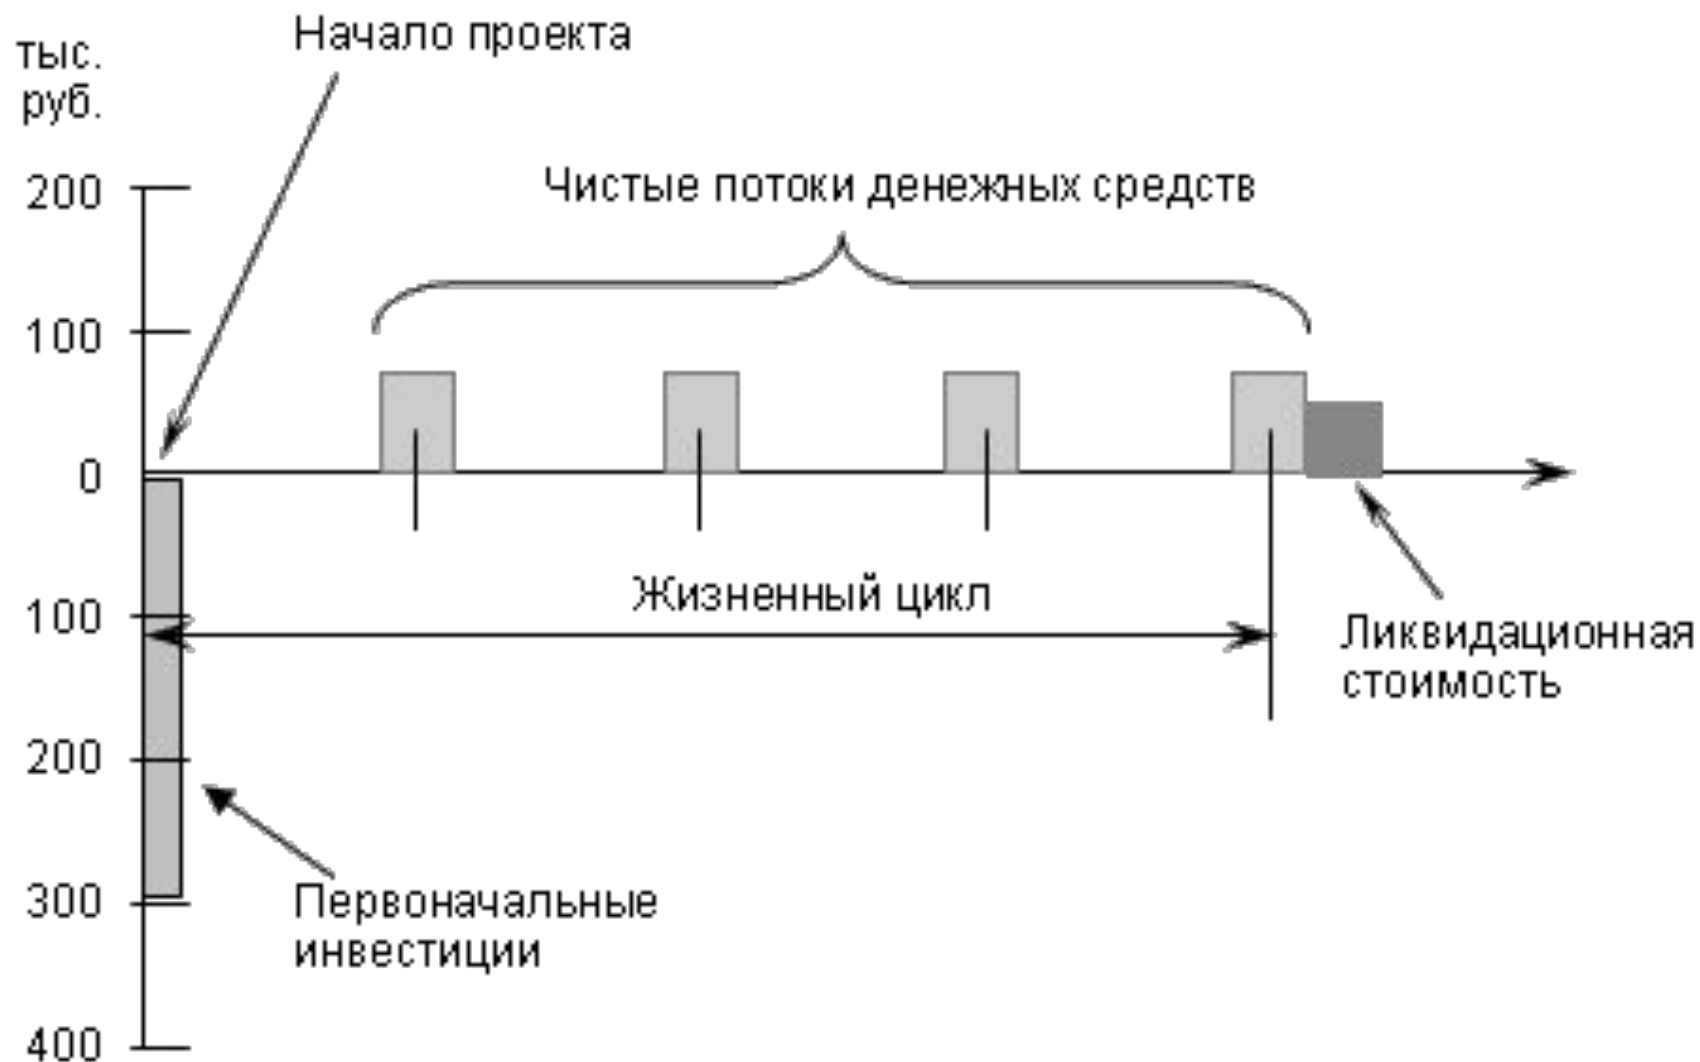 Начало проекта
тыс.
руб.
200
Чистые потоки денежных средств
100
0
Жизненный цикл
100
Ликвидационная
стоимость
200
300
Первоначальные
инвестиции
400